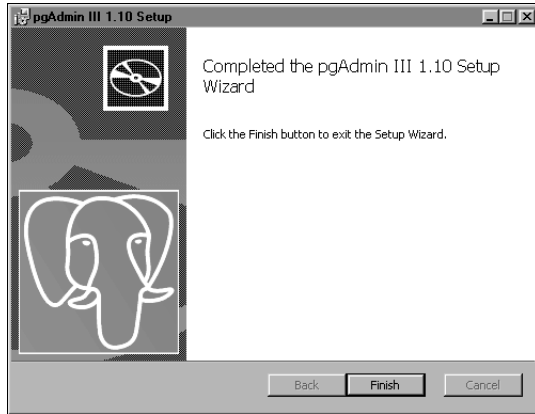 pgAdmin III 1.10 Setup
Completed the pgAdmin III 1.10 Setup
Wizard
Click the Finish button to exit the Setup Wizard.
Back
Finish
Cancel